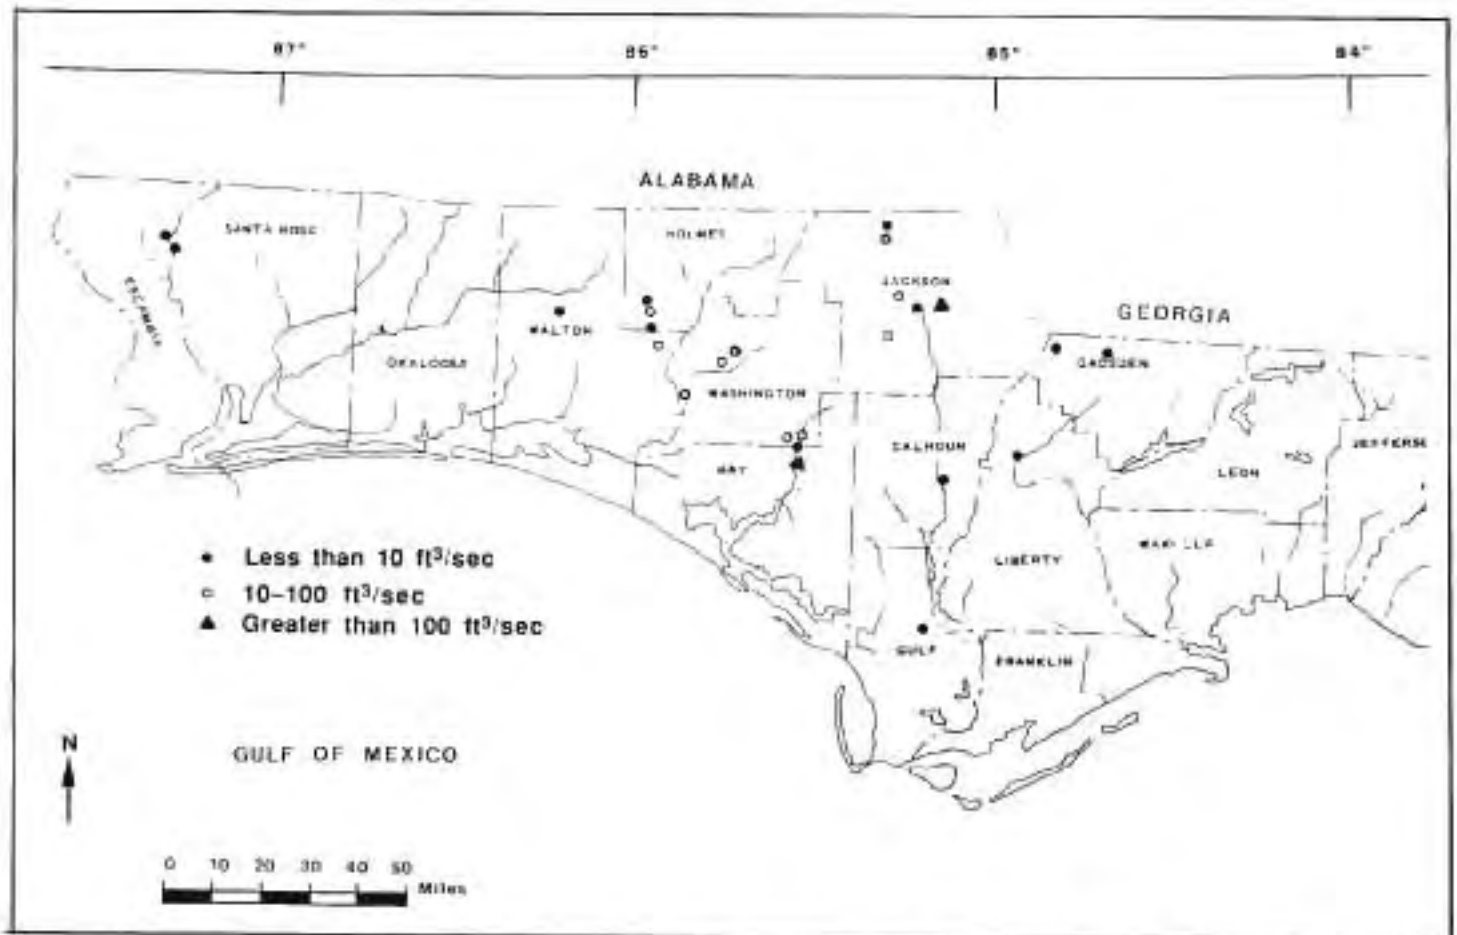 87° 86° 85° 84°
ALABAMA
SANTA ROSA
HOLMES
ESCAMBIA
JACKSON
GEORGIA
WALTON
OKALOOSA
GADSDEN
WASHINGTON
CALHOUN
BAY
LEON
JEFFERS
LIBERTY
GULF
FRANKLIN
● Less than 10 ft³/sec
○ 10–100 ft³/sec
▲ Greater than 100 ft³/sec
N
GULF OF MEXICO
0 10 20 30 40 50
Miles